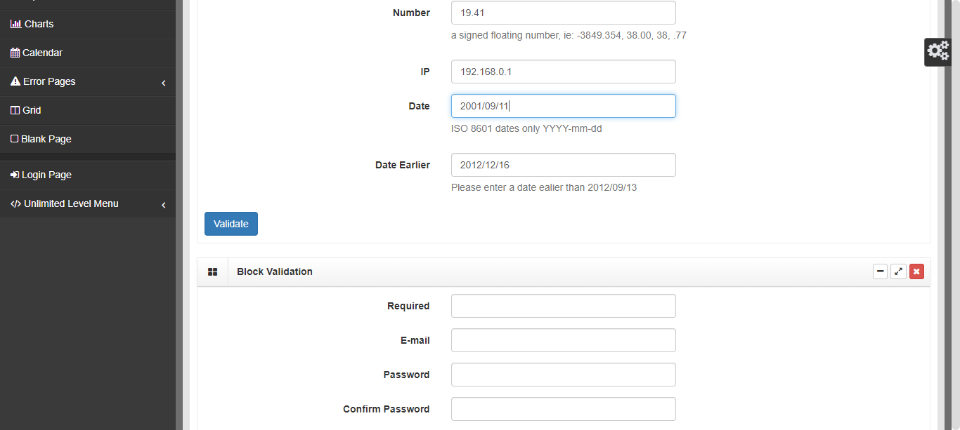 Charts
Calendar
Error Pages
Grid
Blank Page
Login Page
Unlimited Level Menu
Number
19.41
a signed floating number, ie: -3849.354, 38.00, 38, .77
IP
192.168.0.1
Date
2001/09/11
ISO 8601 dates only YYYY-mm-dd
Date Earlier
2012/12/16
Please enter a date ealier than 2012/09/13
Validate
Block Validation
Required
E-mail
Password
Confirm Password